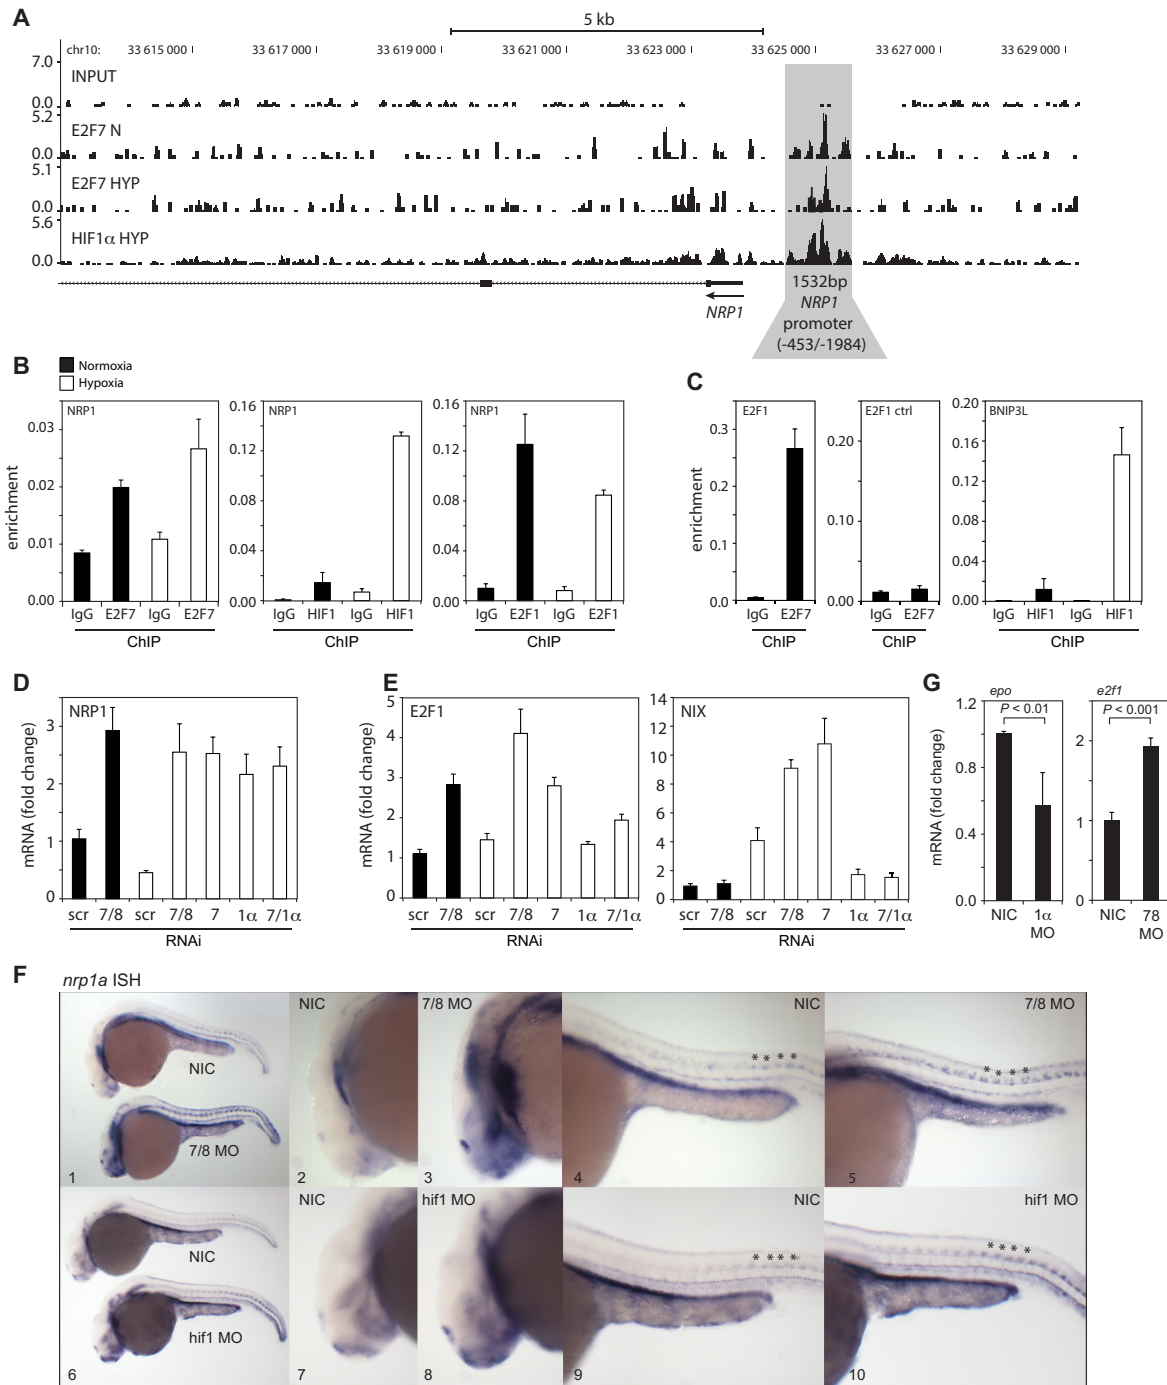 A
5 kb
chr10: 33 615 000 33 617 000 33 619 000 33 621 000 33 623 000 33 625 000 33 627 000 33 629 000
7.0
INPUT
0.0
5.2
E2F7 N
0.0
5.1
E2F7 HYP
0.0
5.6
HIF1α HYP
0.0
NRP1
1532bp
NRP1
promoter
(-453/-1984)
B
Normoxia
Hypoxia
enrichment
NRP1
0.03
0.02
0.01
0.00
IgG E2F7 IgG E2F7
ChIP
NRP1
0.16
0.12
0.08
0.04
0.00
IgG HIF1 IgG HIF1
ChIP
NRP1
0.16
0.12
0.08
0.04
0.00
IgG E2F1 IgG E2F1
ChIP
C
enrichment
E2F1
0.3
0.2
0.1
0.0
IgG E2F7
ChIP
E2F1 ctrl
0.20
0.10
0.00
IgG E2F7
ChIP
BNIP3L
0.20
0.16
0.12
0.08
0.04
0.00
IgG HIF1 IgG HIF1
ChIP
D
mRNA (fold change)
NRP1
3
2
1
0
scr 7/8 scr 7/8 7 1α 7/1α
RNAi
E
mRNA (fold change)
E2F1
5
4
3
2
1
0
scr 7/8 scr 7/8 7 1α 7/1α
RNAi
NIX
14
12
10
8
6
4
2
0
scr 7/8 scr 7/8 7 1α 7/1α
RNAi
G
mRNA (fold change)
epo
P < 0.01
1.2
0.8
0.4
0.0
NIC 1α
MO
e2f1
P < 0.001
2
1
0
NIC 78
MO
F
nrp1a ISH
NIC
7/8 MO
1
NIC
2
7/8 MO
3
NIC
* * * *
4
7/8 MO
* * * *
5
NIC
hif1 MO
6
NIC
7
hif1 MO
8
NIC
* * * *
9
hif1 MO
* * * *
10